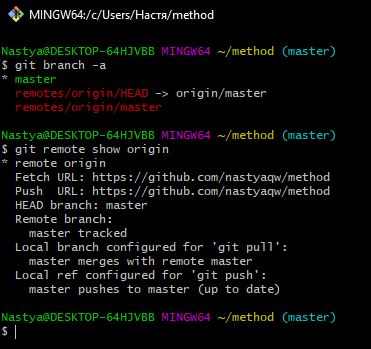 MINGW64:/c/Users/Настя/method
Nastya@DESKTOP-64HJVBB MINGW64 ~/method (master)
$ git branch -a
* master
remotes/origin/HEAD -> origin/master
remotes/origin/master
Nastya@DESKTOP-64HJVBB MINGW64 ~/method (master)
$ git remote show origin
* remote origin
Fetch URL: https://github.com/nastyaqw/method
Push  URL: https://github.com/nastyaqw/method
HEAD branch: master
Remote branch:
master tracked
Local branch configured for 'git pull':
master merges with remote master
Local ref configured for 'git push':
master pushes to master (up to date)
Nastya@DESKTOP-64HJVBB MINGW64 ~/method (master)
$